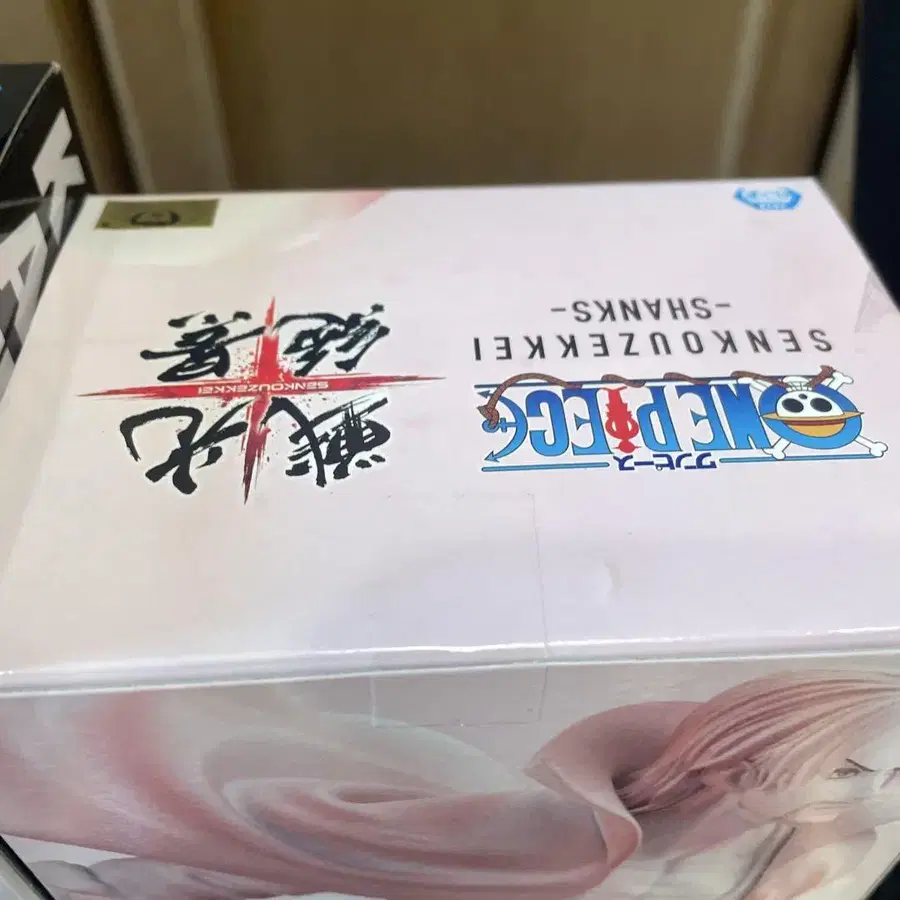 ワンピース
ONE PIECE
SENKOUZEKKEI
-SHANKS-
戦光
SENKOUZEKKEI
絶景